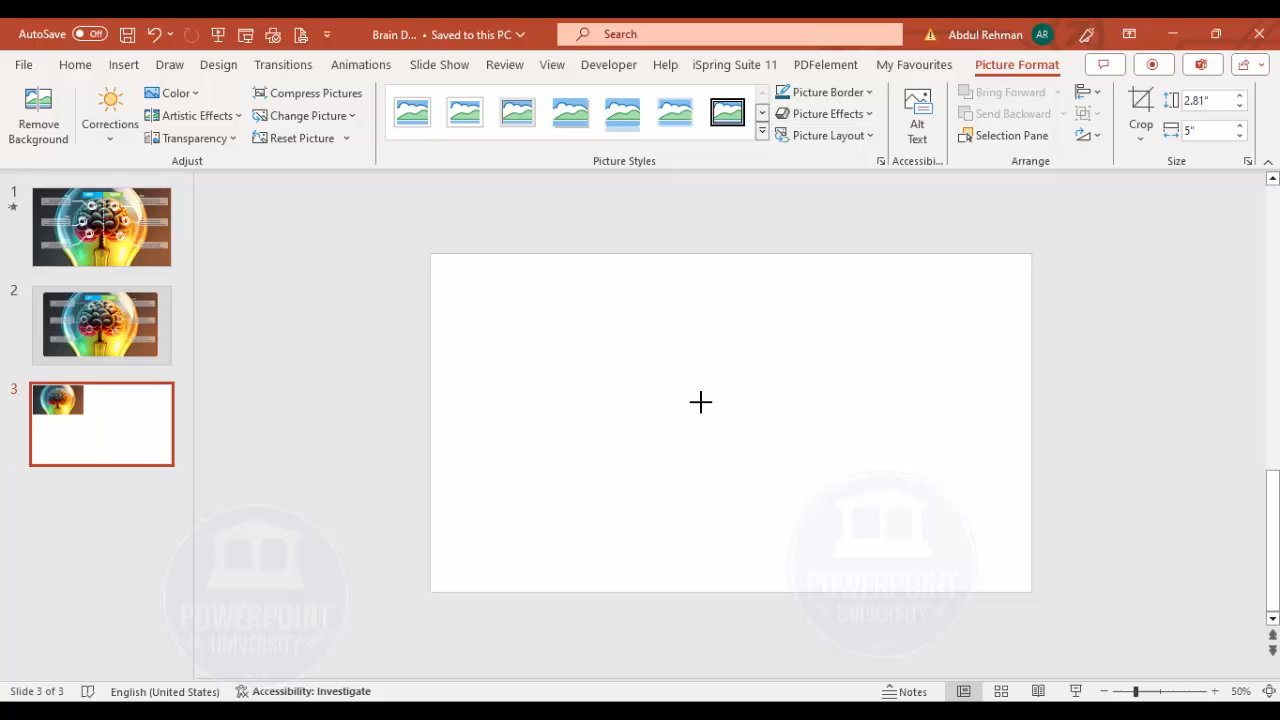 AutoSave Off Brain D... • Saved to this PC Search Abdul Rehman AR
File Home Insert Draw Design Transitions Animations Slide Show Review View Developer Help iSpring Suite 11 PDFelement My Favourites Picture Format
Remove Background
Corrections
Color
Artistic Effects
Transparency
Compress Pictures
Change Picture
Reset Picture
Adjust
Picture Styles
Picture Border
Picture Effects
Picture Layout
Alt Text
Accessibi...
Bring Forward
Send Backward
Selection Pane
Arrange
Crop
2.81"
5"
Size
1
2
3
POWERPOINT
UNIVERSITY
POWERPOINT
UNIVERSITY
Slide 3 of 3 English (United States) Accessibility: Investigate Notes 50%